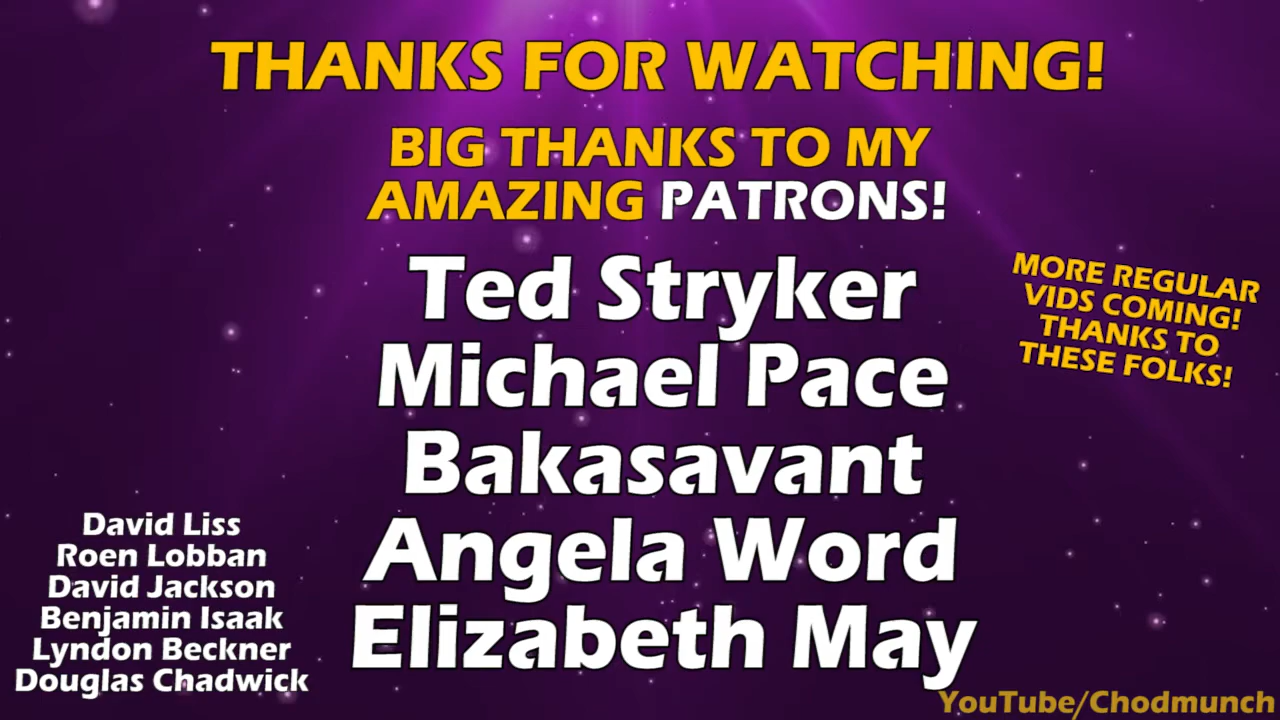 THANKS FOR WATCHING!
BIG THANKS TO MY
AMAZING PATRONS!
Ted Stryker
Michael Pace
Bakasavant
Angela Word
Elizabeth May
MORE REGULAR
VIDS COMING!
THANKS TO
THESE FOLKS!
David Liss
Roen Lobban
David Jackson
Benjamin Isaak
Lyndon Beckner
Douglas Chadwick
YouTube/Chodmunch